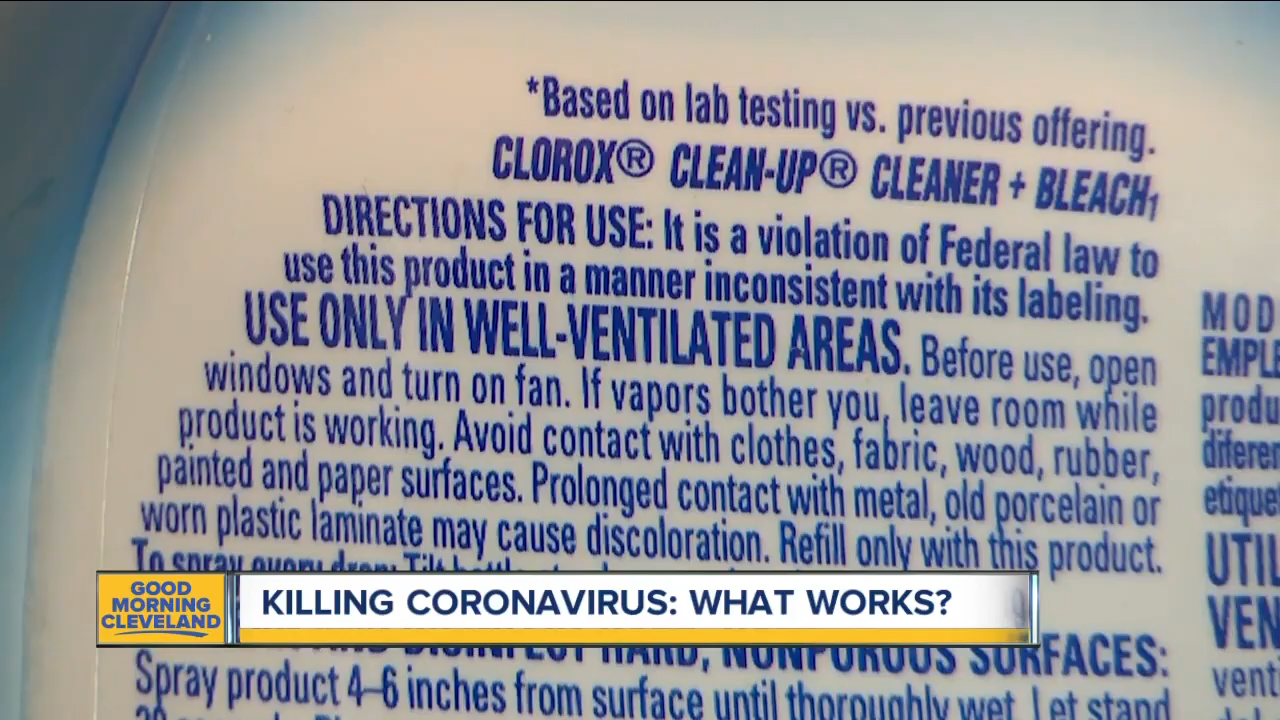 *Based on lab testing vs. previous offering.
CLOROX® CLEAN-UP® CLEANER + BLEACH1
DIRECTIONS FOR USE: It is a violation of Federal law to
use this product in a manner inconsistent with its labeling.
USE ONLY IN WELL-VENTILATED AREAS. Before use, open
windows and turn on fan. If vapors bother you, leave room while
product is working. Avoid contact with clothes, fabric, wood, rubber,
painted and paper surfaces. Prolonged contact with metal, old porcelain or
worn plastic laminate may cause discoloration. Refill only with this product.
To spray every drop: Tilt
DISINFECT HARD, NONPOROUS SURFACES:
Spray product 4–6 inches from surface until thoroughly wet. Let stand
MOD
EMPLE
produ
diferen
etique
UTIL
VEN
venti
GOOD
MORNING
CLEVELAND
KILLING CORONAVIRUS: WHAT WORKS?